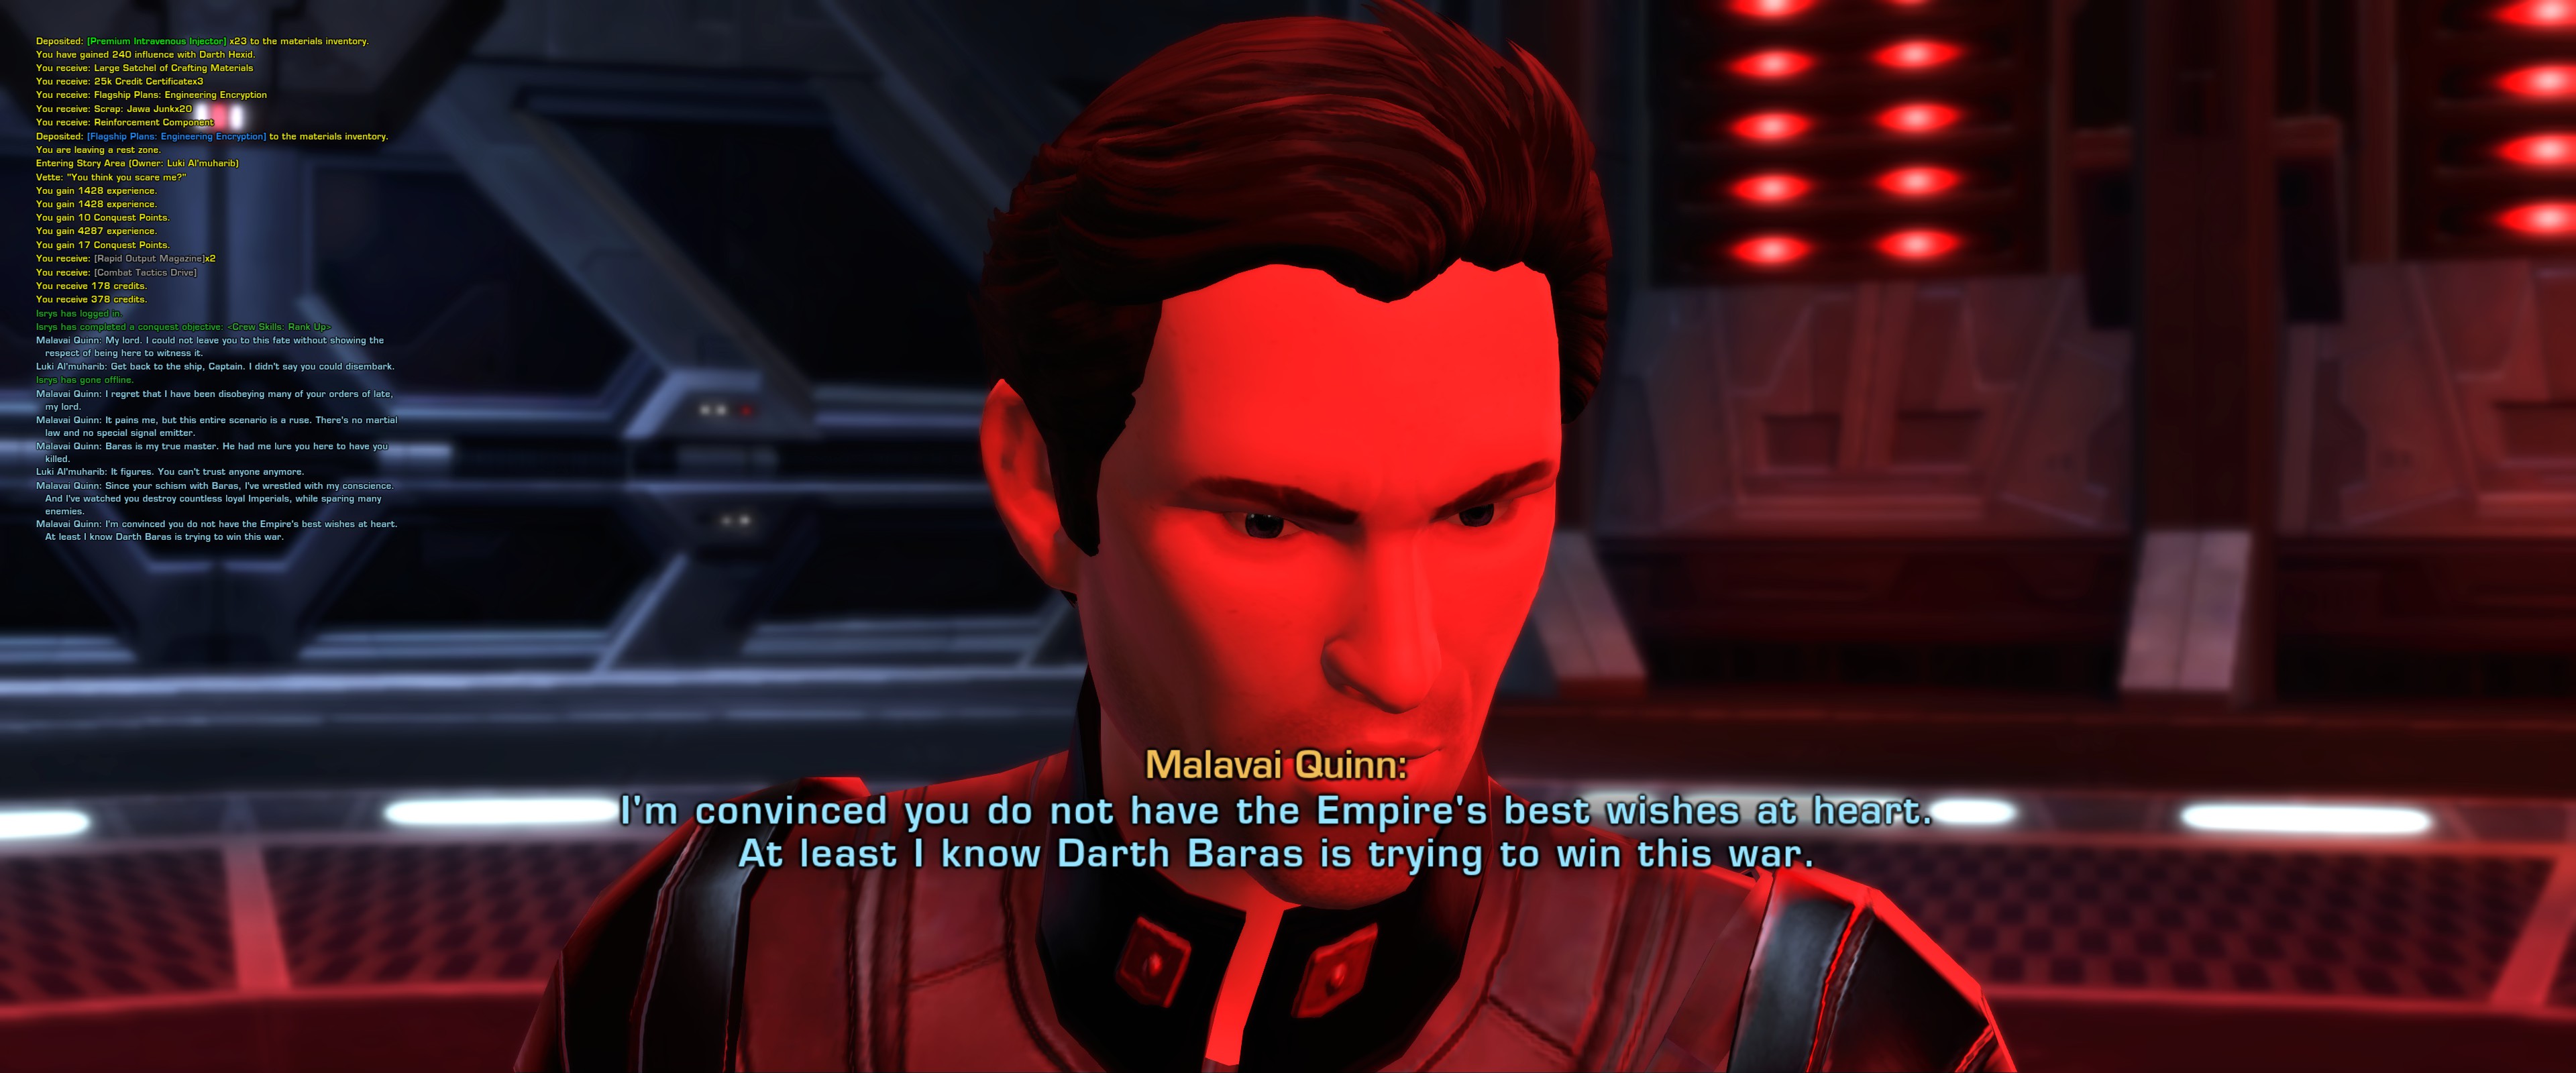 Deposited: [Premium Intravenous Injector] x23 to the materials inventory.
You have gained 240 influence with Darth Hexid.
You receive: Large Satchel of Crafting Materials
You receive: 25k Credit Certificatex3
You receive: Flagship Plans: Engineering Encryption
You receive: Scrap: Jawa Junkx20
You receive: Reinforcement Component
Deposited: [Flagship Plans: Engineering Encryption] to the materials inventory.
You are leaving a rest zone.
Entering Story Area (Owner: Luki Al'muharib)
Vette: "You think you scare me?"
You gain 1428 experience.
You gain 1428 experience.
You gain 10 Conquest Points.
You gain 4287 experience.
You gain 17 Conquest Points.
You receive: [Rapid Output Magazine]x2
You receive: [Combat Tactics Drive]
You receive 178 credits.
You receive 378 credits.
Isrys has logged in.
Isrys has completed a conquest objective: <Crew Skills: Rank Up>
Malavai Quinn: My lord. I could not leave you to this fate without showing the
respect of being here to witness it.
Luki Al'muharib: Get back to the ship, Captain. I didn't say you could disembark.
Isrys has gone offline.
Malavai Quinn: I regret that I have been disobeying many of your orders of late,
my lord.
Malavai Quinn: It pains me, but this entire scenario is a ruse. There's no martial
law and no special signal emitter.
Malavai Quinn: Baras is my true master. He had me lure you here to have you
killed.
Luki Al'muharib: It figures. You can't trust anyone anymore.
Malavai Quinn: Since your schism with Baras, I've wrestled with my conscience.
And I've watched you destroy countless loyal Imperials, while sparing many
enemies.
Malavai Quinn: I'm convinced you do not have the Empire's best wishes at heart.
At least I know Darth Baras is trying to win this war.
Malavai Quinn:
I'm convinced you do not have the Empire's best wishes at heart.
At least I know Darth Baras is trying to win this war.